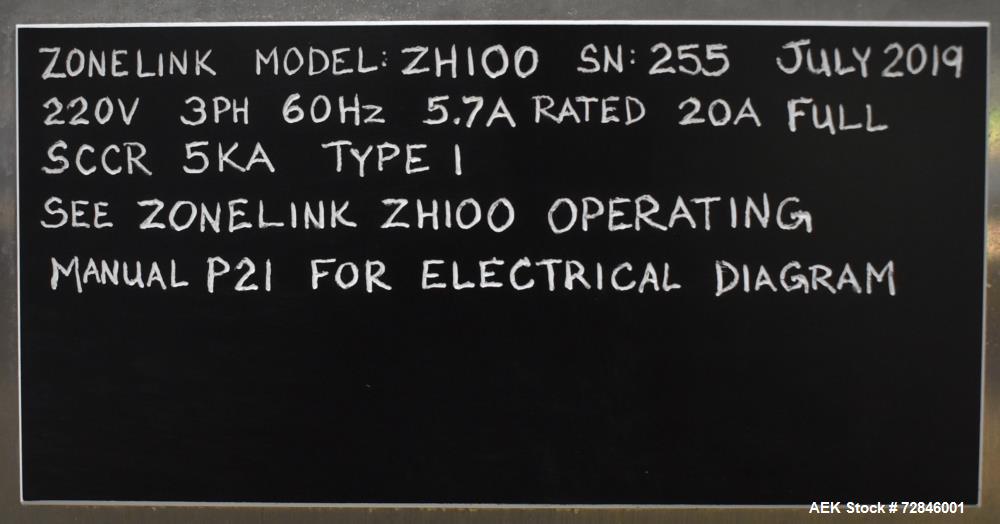 ZONELINK MODEL: ZH100 SN: 255 JULY 2019
220V 3PH 60Hz 5.7A RATED 20A FULL
SCCR 5KA TYPE 1
SEE ZONELINK ZH100 OPERATING
MANUAL P21 FOR ELECTRICAL DIAGRAM
AEK Stock # 72846001